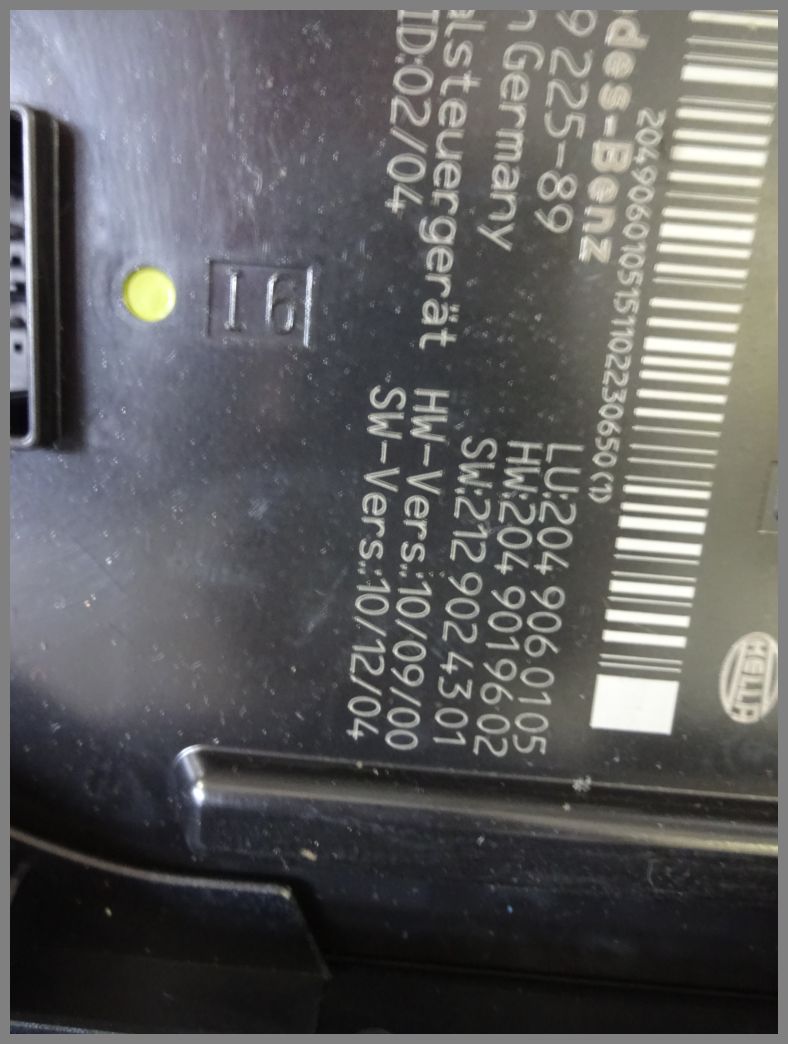 2049060105151102230650(1)
des-Benz
9 225-89
n Germany
alsteuergerät
ID:02/04
LU:204 906 01 05
HW:204 901 96 02
SW:212 902 43 01
HW-Vers.:10/09/00
SW-Vers.:10/12/04
HELLA
16